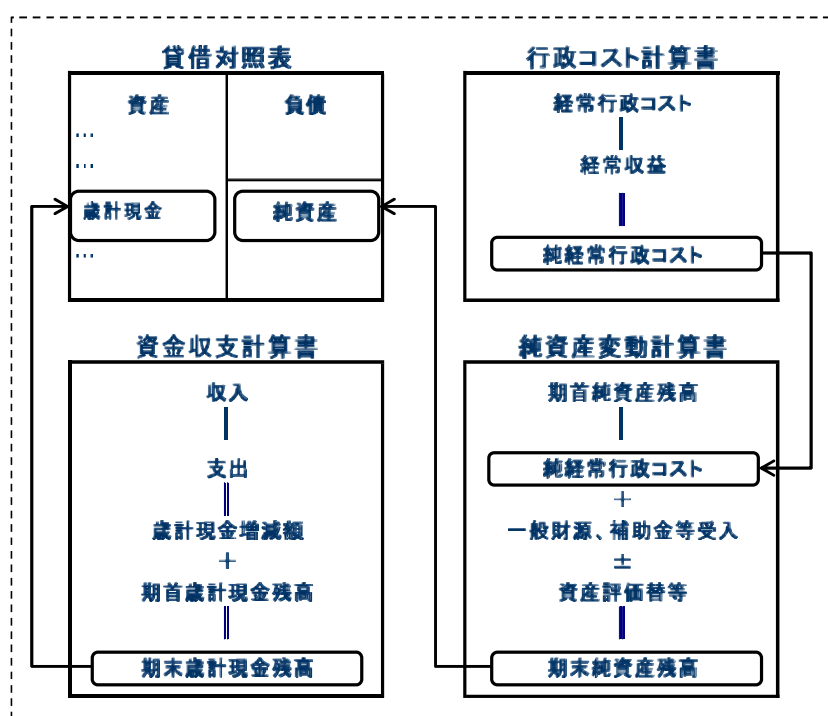 貸借対照表
資産
負債
…
…
歳計現金
純資産
…
行政コスト計算書
経常行政コスト
|
経常収益
||
純経常行政コスト
資金収支計算書
収入
|
支出
||
歳計現金増減額
+
期首歳計現金残高
||
期末歳計現金残高
純資産変動計算書
期首純資産残高
|
純経常行政コスト
+
一般財源、補助金等受入
±
資産評価替等
||
期末純資産残高